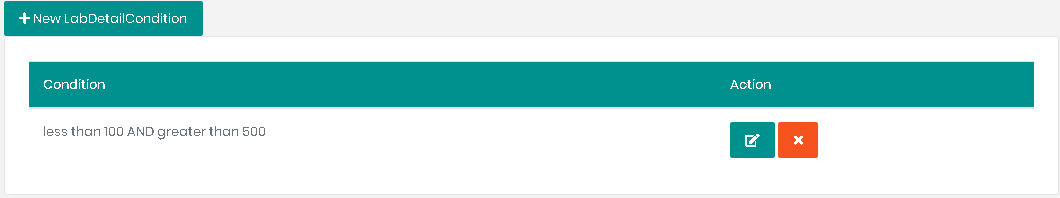 New LabDetailCondition
Condition Action
less than 100 AND greater than 500